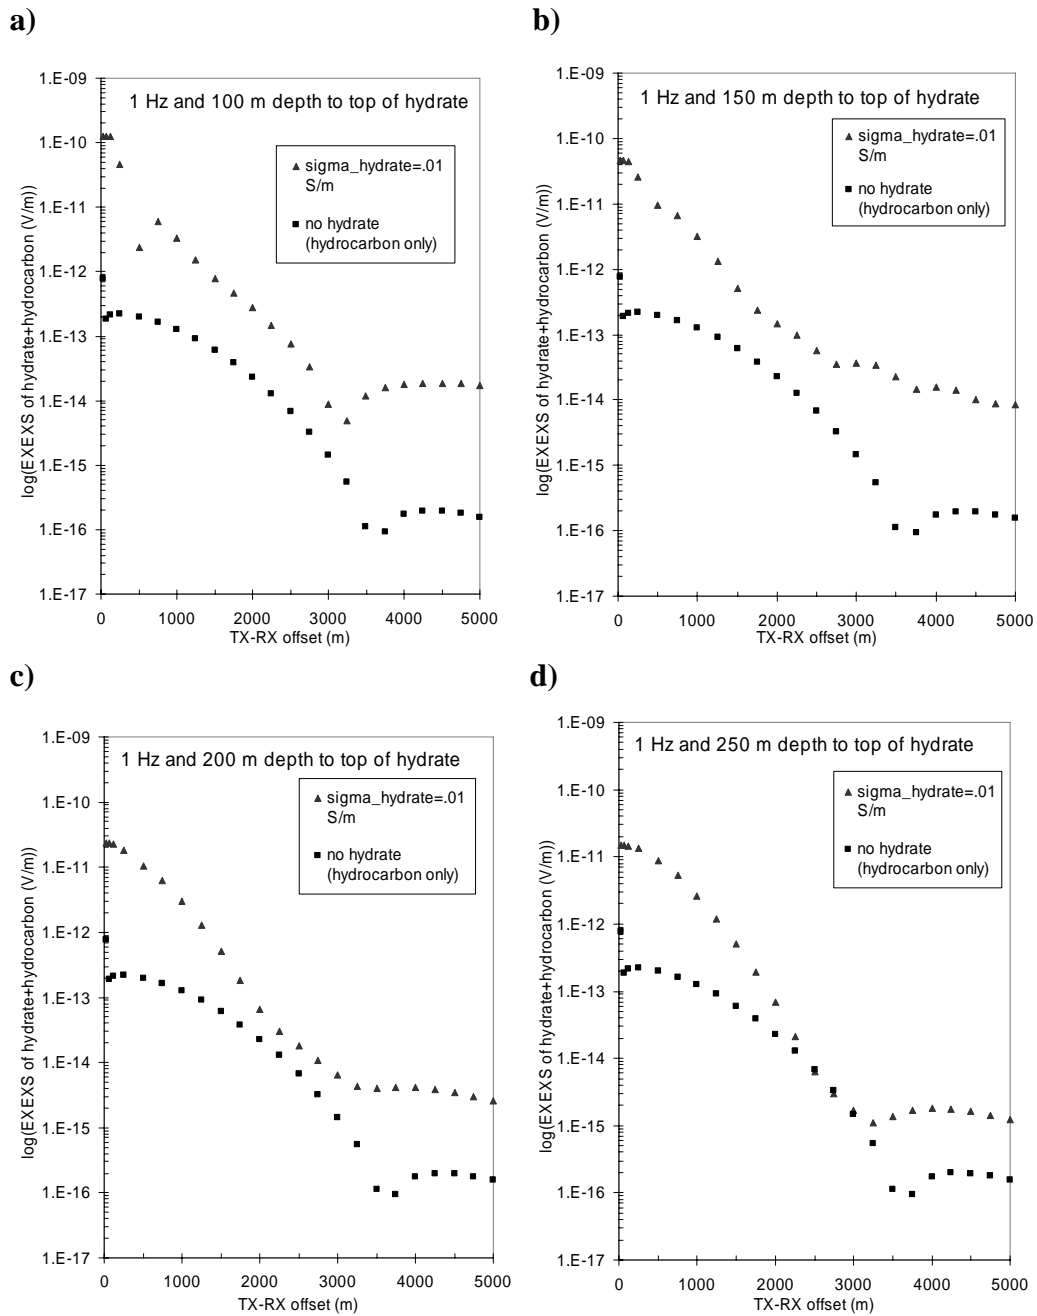 a)
1 Hz and 100 m depth to top of hydrate
sigma_hydrate=.01
S/m
no hydrate
(hydrocarbon only)
log(EXEXS of hydrate+hydrocarbon (V/m))
1.E-09
1.E-10
1.E-11
1.E-12
1.E-13
1.E-14
1.E-15
1.E-16
1.E-17
0 1000 2000 3000 4000 5000
TX-RX offset (m)
b)
1 Hz and 150 m depth to top of hydrate
sigma_hydrate=.01
S/m
no hydrate
(hydrocarbon only)
log(EXEXS of hydrate+hydrocarbon (V/m))
1.E-09
1.E-10
1.E-11
1.E-12
1.E-13
1.E-14
1.E-15
1.E-16
1.E-17
0 1000 2000 3000 4000 5000
TX-RX offset (m)
c)
1 Hz and 200 m depth to top of hydrate
sigma_hydrate=.01
S/m
no hydrate
(hydrocarbon only)
log(EXEXS of hydrate+hydrocarbon (V/m))
1.E-09
1.E-10
1.E-11
1.E-12
1.E-13
1.E-14
1.E-15
1.E-16
1.E-17
0 1000 2000 3000 4000 5000
TX-RX offset (m)
d)
1 Hz and 250 m depth to top of hydrate
sigma_hydrate=.01
S/m
no hydrate
(hydrocarbon only)
log(EXEXS of hydrate+hydrocarbon (V/m))
1.E-09
1.E-10
1.E-11
1.E-12
1.E-13
1.E-14
1.E-15
1.E-16
1.E-17
0 1000 2000 3000 4000 5000
TX-RX offset (m)